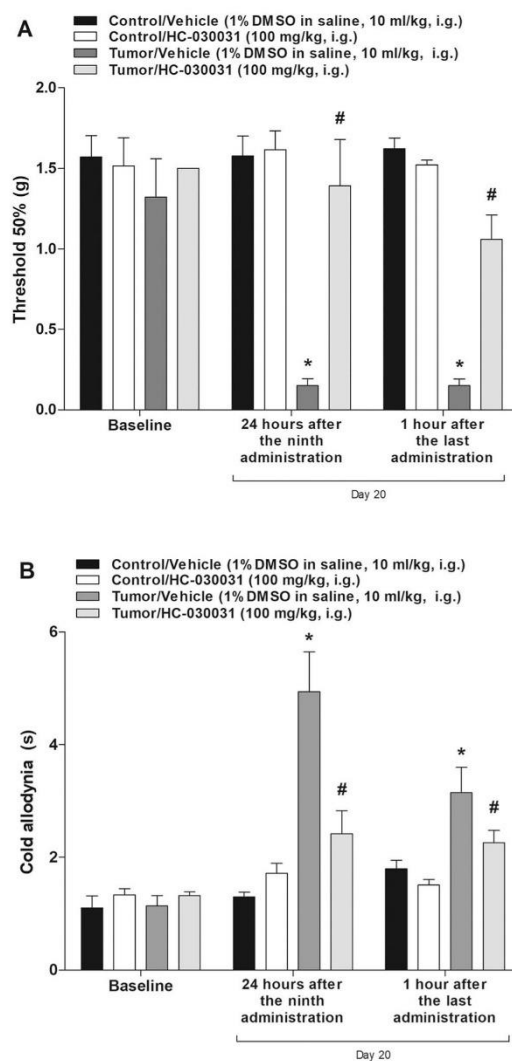 A
Control/Vehicle (1% DMSO in saline, 10 ml/kg, i.g.)
Control/HC-030031 (100 mg/kg, i.g.)
Tumor/Vehicle (1% DMSO in saline, 10 ml/kg, i.g.)
Tumor/HC-030031 (100 mg/kg, i.g.)
2.0
1.5
1.0
0.5
0.0
Threshold 50% (g)
*
#
*
#
Baseline
24 hours after
the ninth
administration
1 hour after
the last
administration
Day 20
B
Control/Vehicle (1% DMSO in saline, 10 ml/kg, i.g.)
Control/HC-030031 (100 mg/kg, i.g.)
Tumor/Vehicle (1% DMSO in saline, 10 ml/kg, i.g.)
Tumor/HC-030031 (100 mg/kg, i.g.)
6
4
2
0
Cold allodynia (s)
*
#
*
#
Baseline
24 hours after
the ninth
administration
1 hour after
the last
administration
Day 20